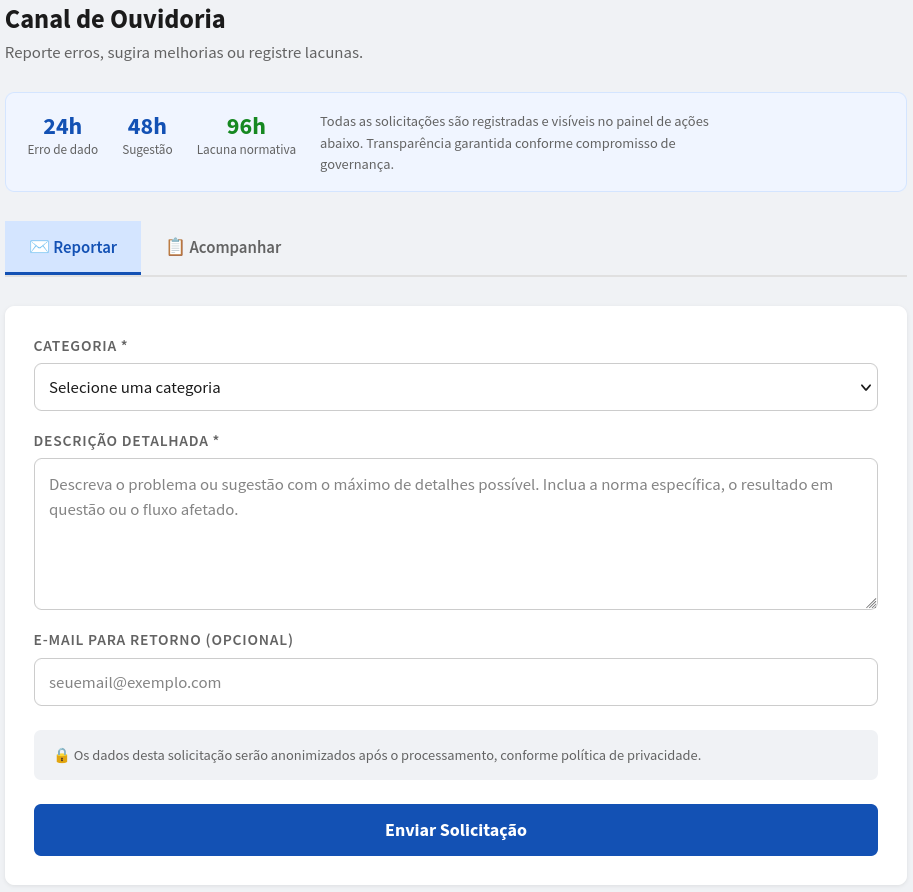 Canal de Ouvidoria
Reporte erros, sugira melhorias ou registre lacunas.
24h
Erro de dado
48h
Sugestão
96h
Lacuna normativa
Todas as solicitações são registradas e visíveis no painel de ações
abaixo. Transparência garantida conforme compromisso de
governança.
✉️ Reportar
📋 Acompanhar
CATEGORIA *
Selecione uma categoria
DESCRIÇÃO DETALHADA *
Descreva o problema ou sugestão com o máximo de detalhes possível. Inclua a norma específica, o resultado em
questão ou o fluxo afetado.
E-MAIL PARA RETORNO (OPCIONAL)
seuemail@exemplo.com
🔒 Os dados desta solicitação serão anonimizados após o processamento, conforme política de privacidade.
Enviar Solicitação